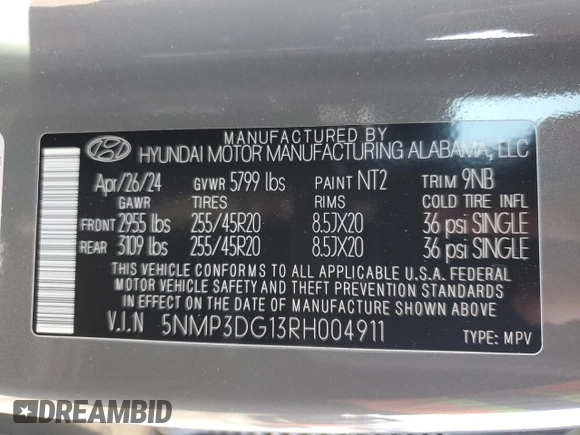 MANUFACTURED BY
HYUNDAI MOTOR MANUFACTURING ALABAMA, LLC
Apr/26/24 GVWR 5799 lbs PAINT NT2 TRIM 9NB
GAWR TIRES RIMS COLD TIRE INFL
FRONT 2955 lbs 255/45R20 8.5JX20 36 psi SINGLE
REAR 3109 lbs 255/45R20 8.5JX20 36 psi SINGLE
THIS VEHICLE CONFORMS TO ALL APPLICABLE U.S.A. FEDERAL
MOTOR VEHICLE SAFETY AND THEFT PREVENTION STANDARDS
IN EFFECT ON THE DATE OF MANUFACTURE SHOWN ABOVE.
V.I.N 5NMP3DG13RH004911 TYPE: MPV
DREAMBID